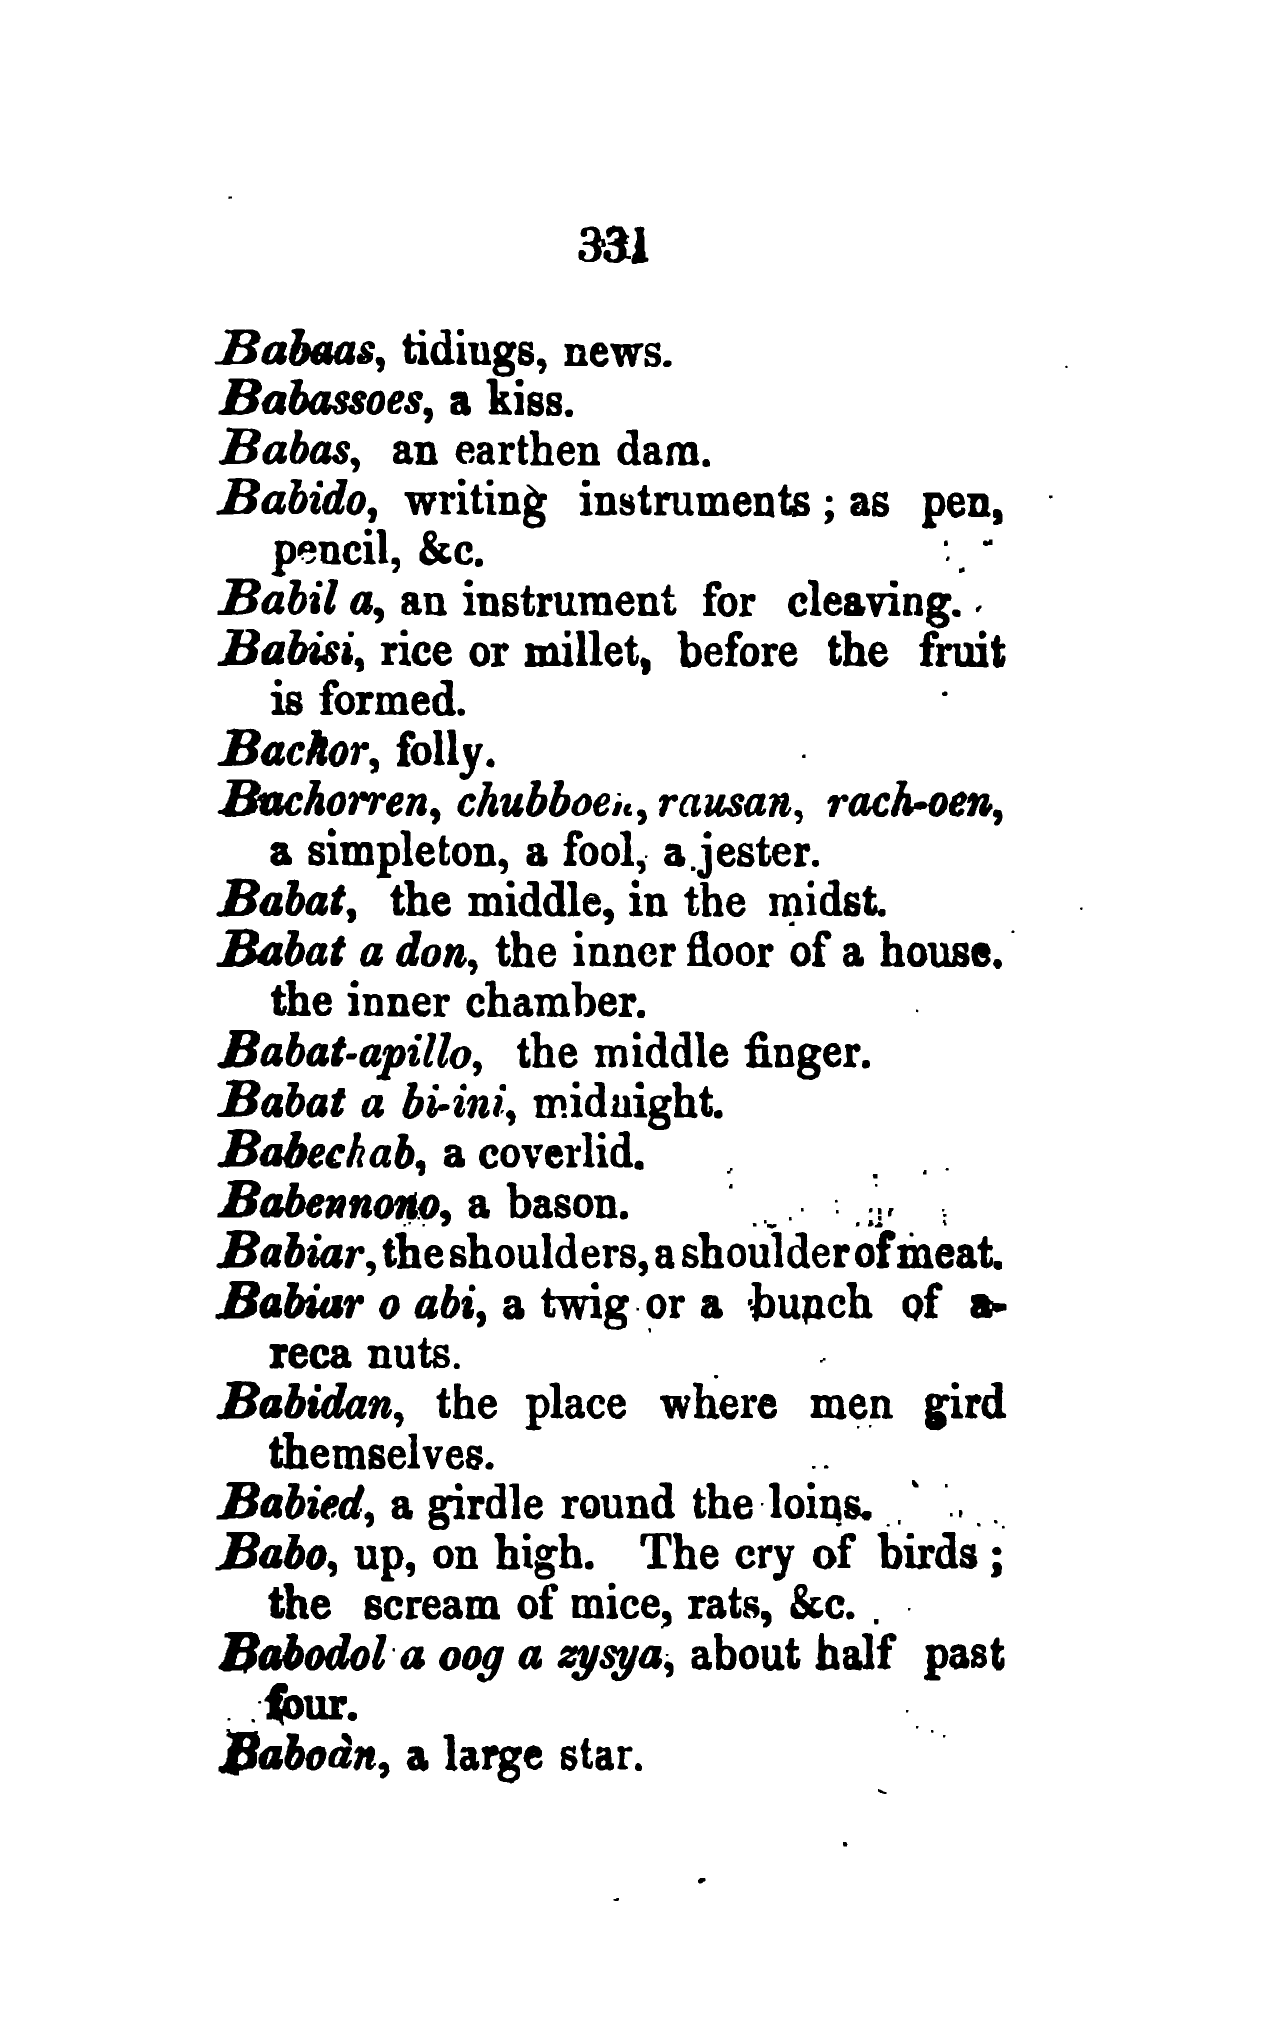 331
Babaas, tidings, news.
Babassoes, a kiss.
Babas, an earthen dam.
Babido, writing instruments ; as pen,
pencil, &c.
Babil a, an instrument for cleaving.
Babisi, rice or millet, before the fruit
is formed.
Bachor, folly.
Bachorren, chubboen, rausan, rach-oen,
a simpleton, a fool, a jester.
Babat, the middle, in the midst.
Babat a don, the inner floor of a house.
the inner chamber.
Babat-apillo, the middle finger.
Babat a bi-ini, midnight.
Babechab, a coverlid.
Babennono, a bason.
Babiar, the shoulders, a shoulder of meat.
Babiar o abi, a twig or a bunch of a-
reca nuts.
Babidan, the place where men gird
themselves.
Babied, a girdle round the loins.
Babo, up, on high. The cry of birds ;
the scream of mice, rats, &c.
Babodol a oog a zysya, about half past
four.
Baboàn, a large star.